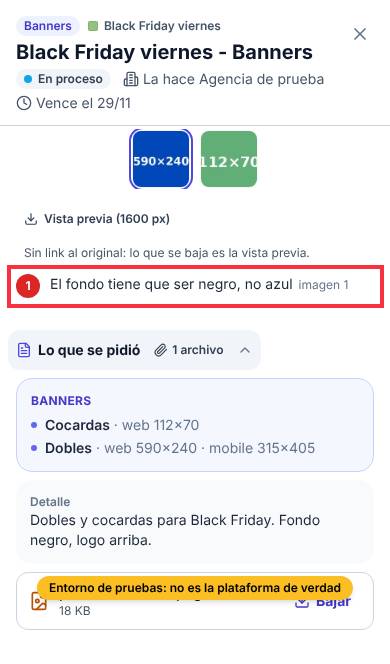 Banners Black Friday viernes
Black Friday viernes - Banners
En proceso La hace Agencia de prueba
Vence el 29/11
590×240 112×70
Vista previa (1600 px)
Sin link al original: lo que se baja es la vista previa.
1 El fondo tiene que ser negro, no azul imagen 1
Lo que se pidió 1 archivo
BANNERS
Cocardas · web 112×70
Dobles · web 590×240 · mobile 315×405
Detalle
Dobles y cocardas para Black Friday. Fondo
negro, logo arriba.
Entorno de pruebas: no es la plataforma de verdad
18 KB Bajar